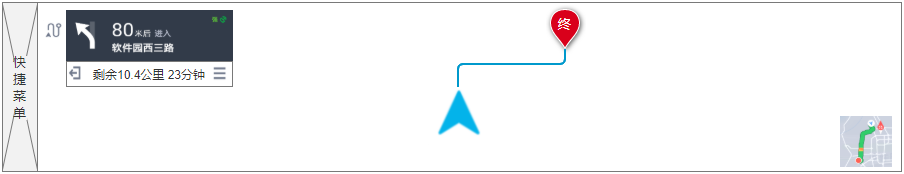 快捷菜单
80米后 进入
软件园西三路
剩余10.4公里 23分钟
终